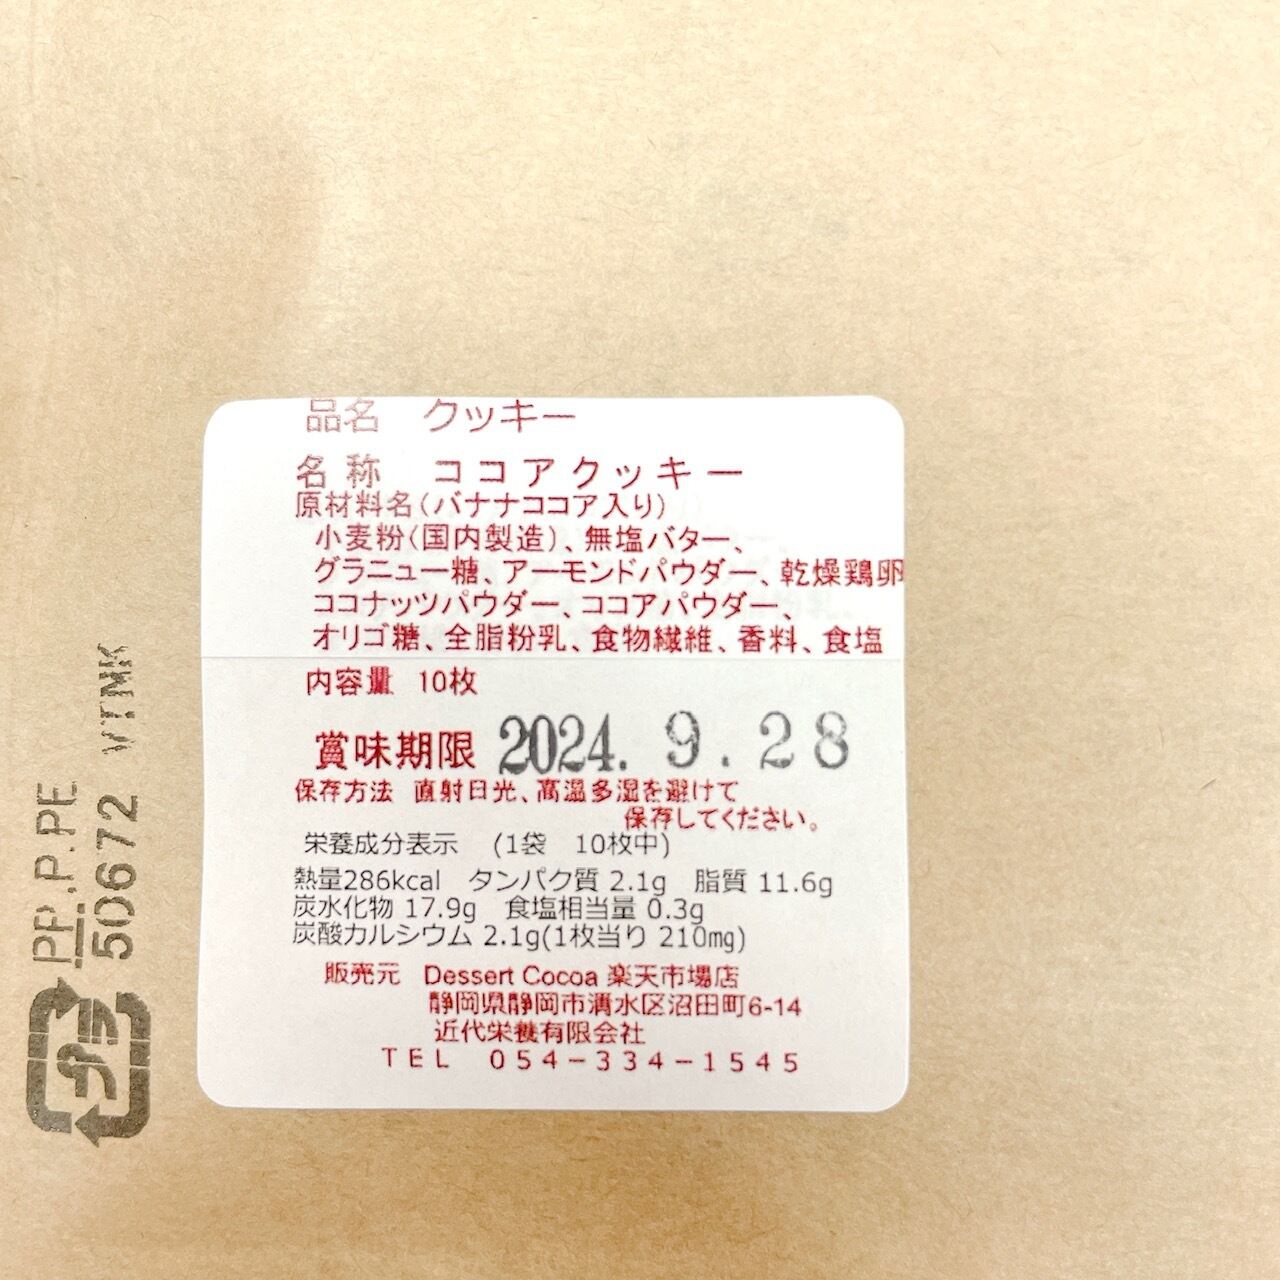 品名 クッキー
名称 ココアクッキー
原材料名(バナナココア入り)
小麦粉(国内製造)、無塩バター、
グラニュー糖、アーモンドパウダー、乾燥鶏卵
ココナッツパウダー、ココアパウダー、
オリゴ糖、全脂粉乳、食物繊維、香料、食塩
内容量 10枚
賞味期限 2024. 9.28
保存方法 直射日光、高温多湿を避けて
保存してください。
栄養成分表示 (1袋 10枚中)
熱量286kcal タンパク質 2.1g 脂質 11.6g
炭水化物 17.9g 食塩相当量 0.3g
炭酸カルシウム 2.1g(1枚当り 210mg)
販売元 Dessert Cocoa 楽天市場店
静岡県静岡市清水区沼田町6-14
近代栄養有限会社
TEL 054-334-1545
プラ
PP.P.PE
50672 VTNK